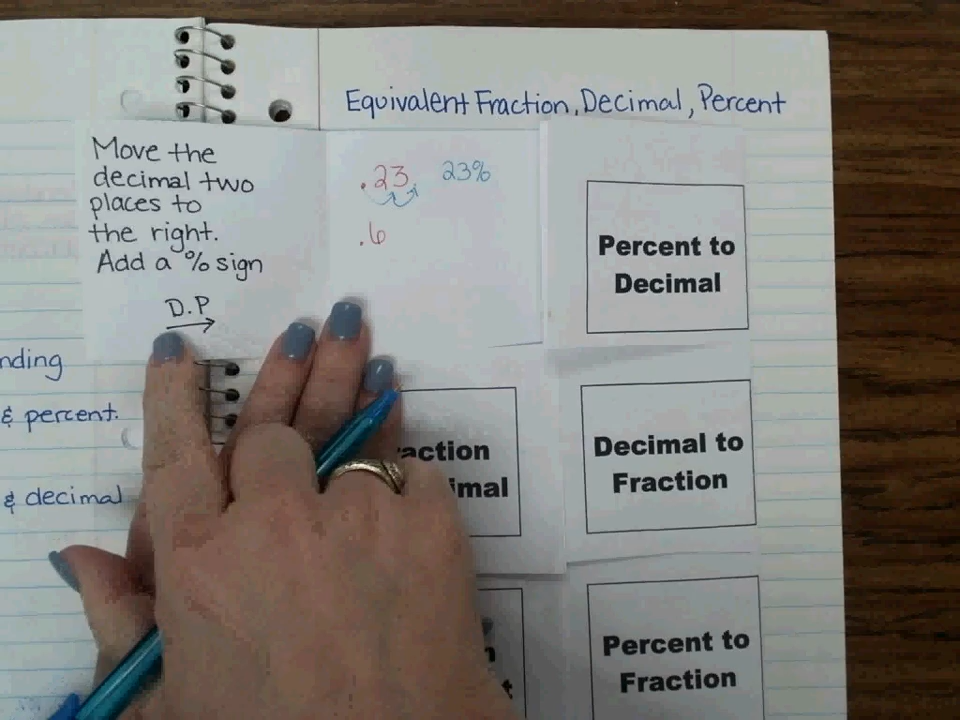 Equivalent Fraction, Decimal, Percent
Move the
decimal two
places to
the right.
Add a % sign
D.P
.23 23%
.6
Percent to
Decimal
& percent.
& decimal
Decimal to
Fraction
Percent to
Fraction